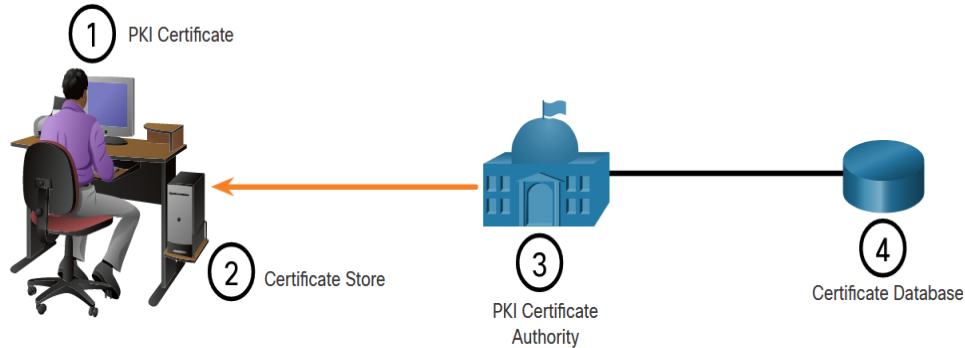 1
PKI Certificate
2
Certificate Store
3
PKI Certificate
Authority
4
Certificate Database